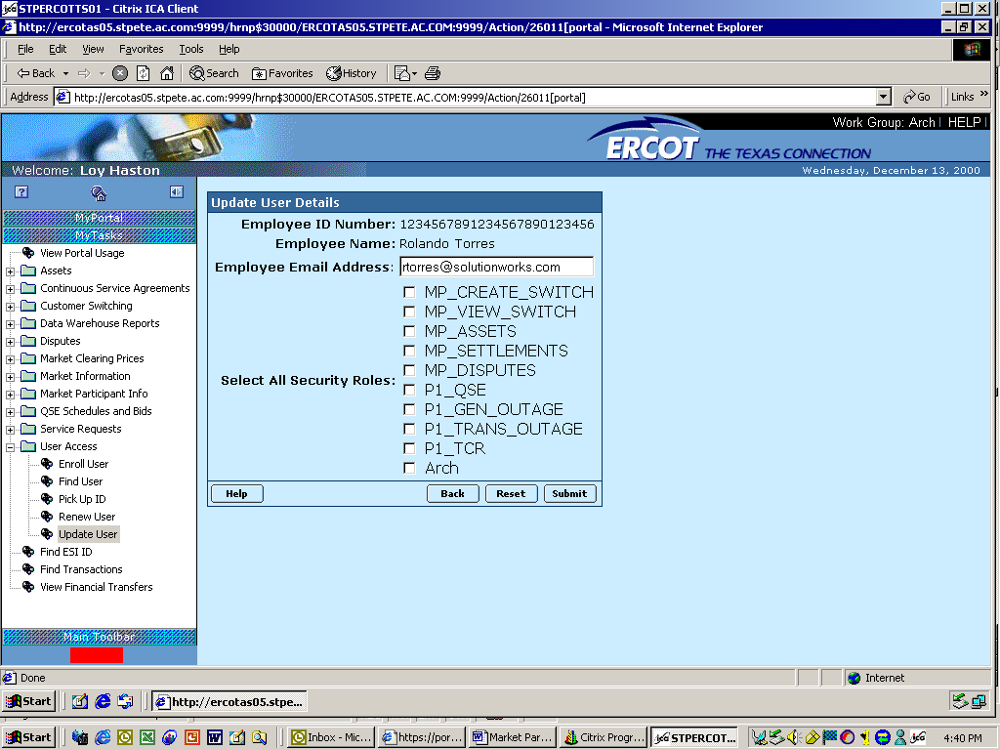 STPERCOTTS01 - Citrix ICA Client
http://ercotas05.stpete.ac.com:9999/hrnp$30000/ERCOTAS05.STPETE.AC.COM:9999/Action/26011[portal - Microsoft Internet Explorer
File Edit View Favorites Tools Help
Back Search Favorites History
Address http://ercotas05.stpete.ac.com:9999/hrnp$30000/ERCOTAS05.STPETE.AC.COM:9999/Action/26011[portal] Go Links »
Work Group: Arch | HELP |
ERCOT THE TEXAS CONNECTION
Welcome: Loy Haston
Wednesday, December 13, 2000
MyPortal
MyTasks
View Portal Usage
Assets
Continuous Service Agreements
Customer Switching
Data Warehouse Reports
Disputes
Market Clearing Prices
Market Information
Market Participant Info
QSE Schedules and Bids
Service Requests
User Access
Enroll User
Find User
Pick Up ID
Renew User
Update User
Find ESI ID
Find Transactions
View Financial Transfers
Main Toolbar
Update User Details
Employee ID Number: 1234567891234567890123456
Employee Name: Rolando Torres
Employee Email Address: rtorres@solutionworks.com
Select All Security Roles:
MP_CREATE_SWITCH
MP_VIEW_SWITCH
MP_ASSETS
MP_SETTLEMENTS
MP_DISPUTES
P1_QSE
P1_GEN_OUTAGE
P1_TRANS_OUTAGE
P1_TCR
Arch
Help Back Reset Submit
Done Internet
Start http://ercotas05.stpe...
Start Inbox - Mic... https://por... Market Par... Citrix Progr... STPERCOT... 4:40 PM